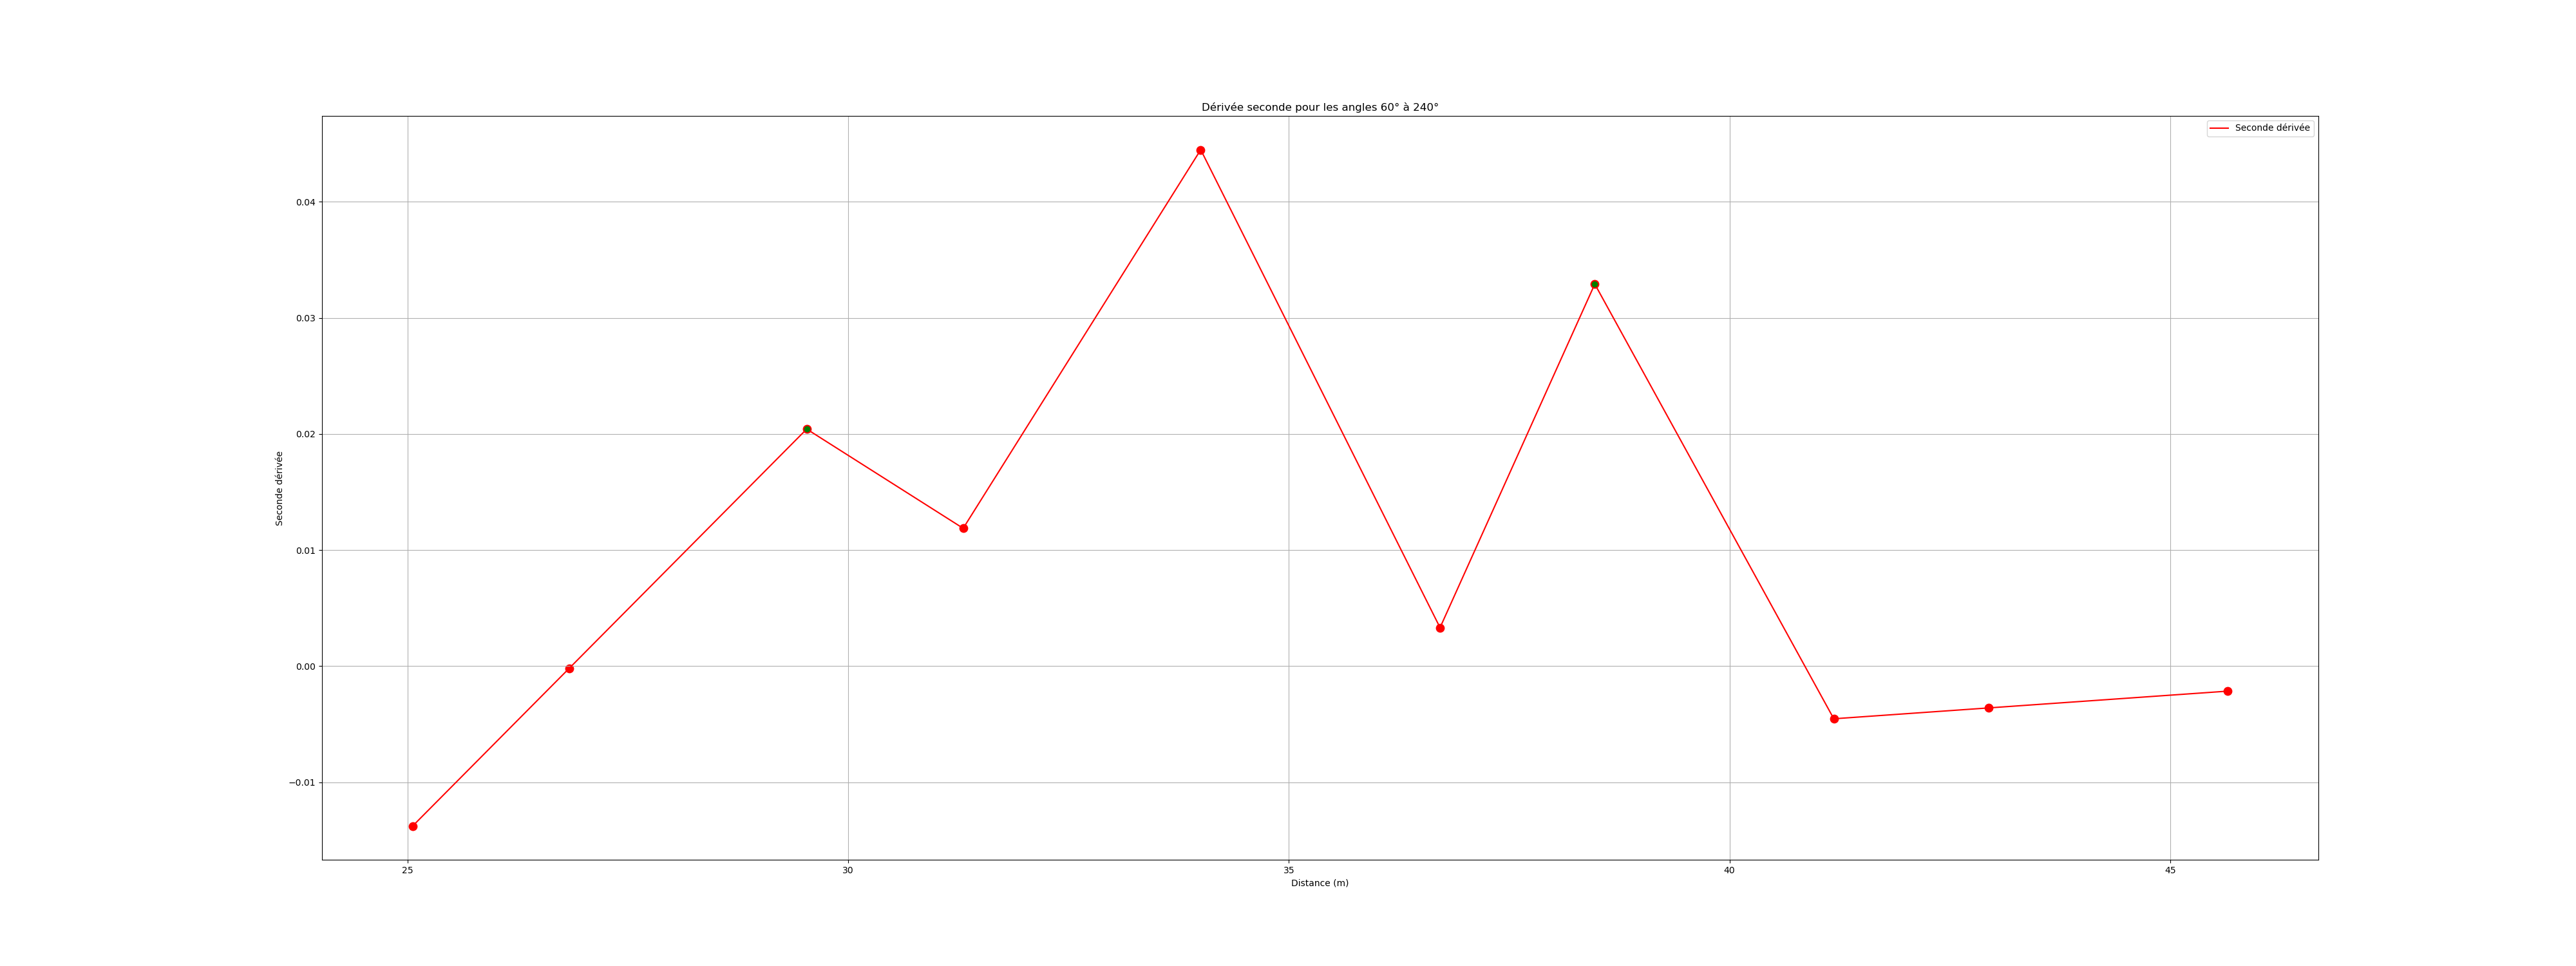 Dérivée seconde pour les angles 60° à 240°
Seconde dérivée
0.04
0.03
0.02
0.01
0.00
−0.01
Seconde dérivée
25 30 35 40 45
Distance (m)